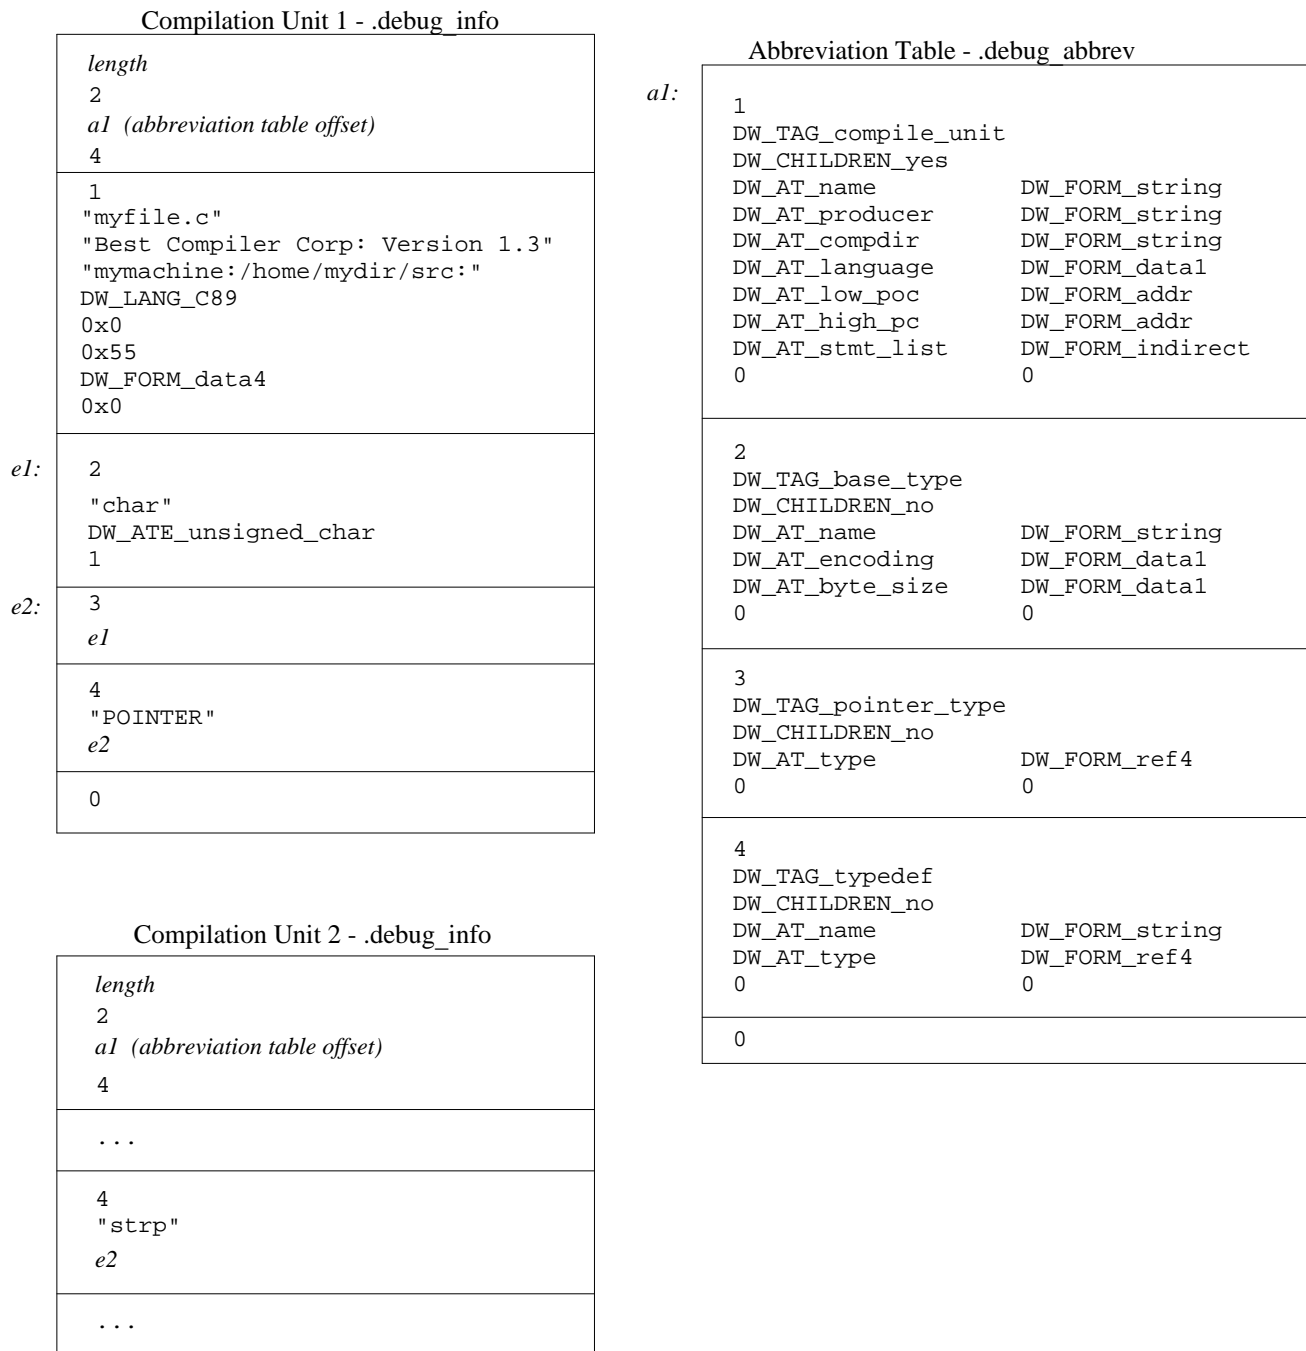 Compilation Unit 1 - .debug_info
length
2
a1 (abbreviation table offset)
4
1
"myfile.c"
"Best Compiler Corp: Version 1.3"
"mymachine:/home/mydir/src:"
DW_LANG_C89
0x0
0x55
DW_FORM_data4
0x0
e1: 2
"char"
DW_ATE_unsigned_char
1
e2: 3
e1
4
"POINTER"
e2
0
Compilation Unit 2 - .debug_info
length
2
a1 (abbreviation table offset)
4
...
4
"strp"
e2
...
Abbreviation Table - .debug_abbrev
a1: 1
DW_TAG_compile_unit
DW_CHILDREN_yes
DW_AT_name DW_FORM_string
DW_AT_producer DW_FORM_string
DW_AT_compdir DW_FORM_string
DW_AT_language DW_FORM_data1
DW_AT_low_poc DW_FORM_addr
DW_AT_high_pc DW_FORM_addr
DW_AT_stmt_list DW_FORM_indirect
0 0
2
DW_TAG_base_type
DW_CHILDREN_no
DW_AT_name DW_FORM_string
DW_AT_encoding DW_FORM_data1
DW_AT_byte_size DW_FORM_data1
0 0
3
DW_TAG_pointer_type
DW_CHILDREN_no
DW_AT_type DW_FORM_ref4
0 0
4
DW_TAG_typedef
DW_CHILDREN_no
DW_AT_name DW_FORM_string
DW_AT_type DW_FORM_ref4
0 0
0